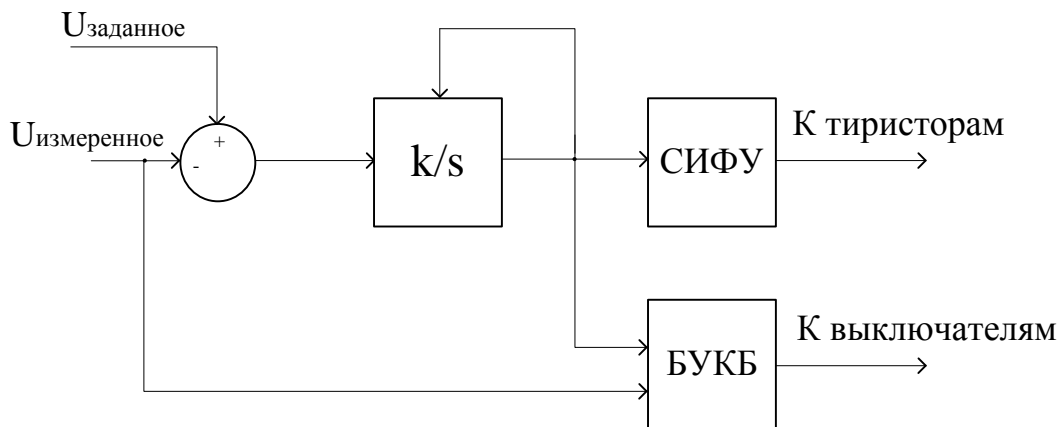 Uзаданное
Uизмеренное
+
-
k/s
СИФУ
К тиристорам
БУКБ
К выключателям